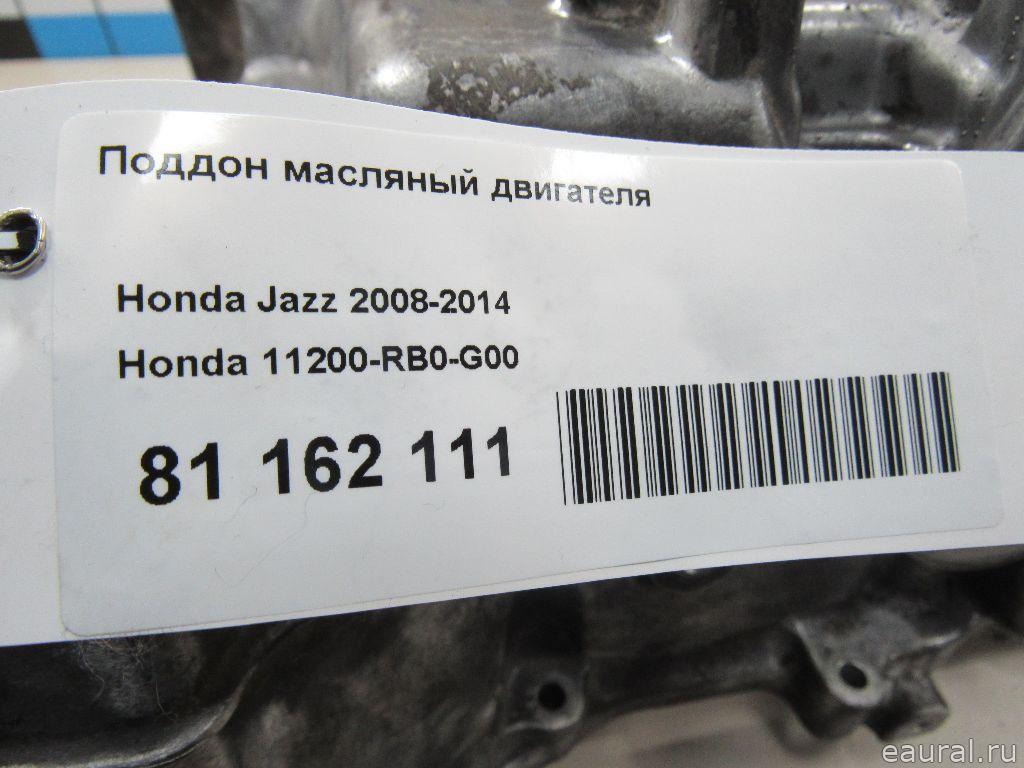 Поддон масляный двигателя
Honda Jazz 2008-2014
Honda 11200-RB0-G00
81 162 111
eaural.ru